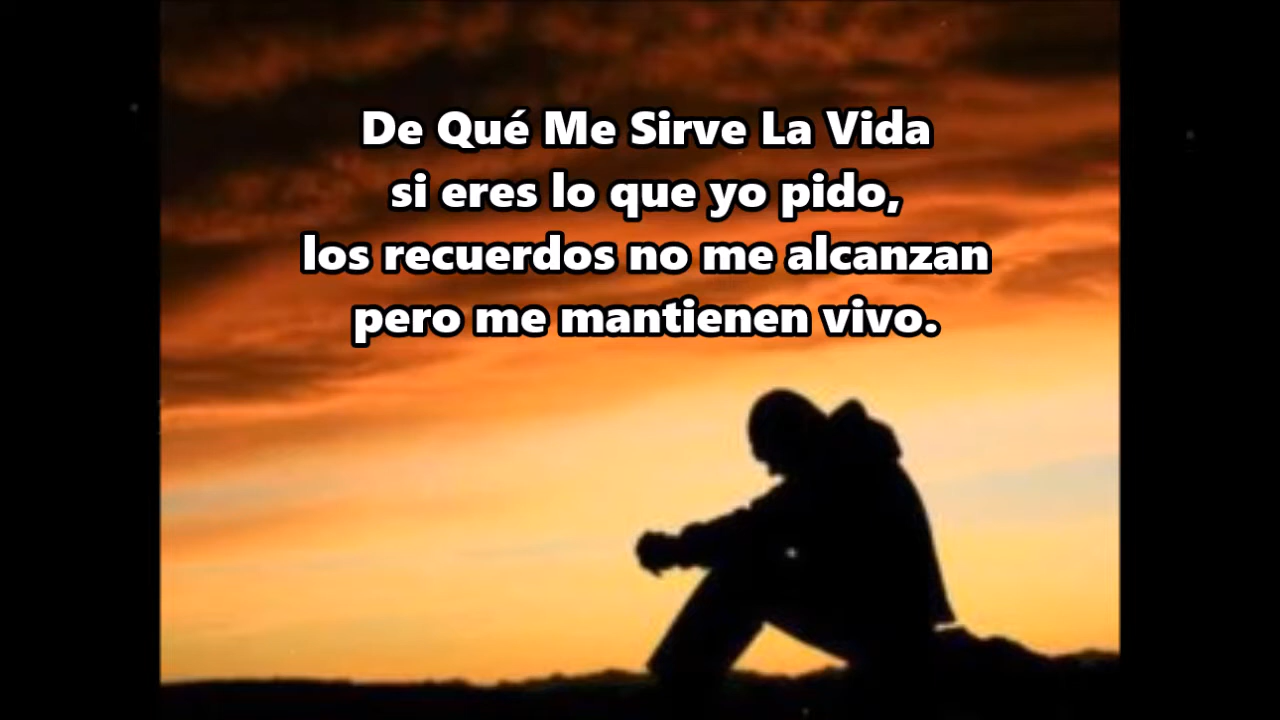 De Qué Me Sirve La Vida
si eres lo que yo pido,
los recuerdos no me alcanzan
pero me mantienen vivo.